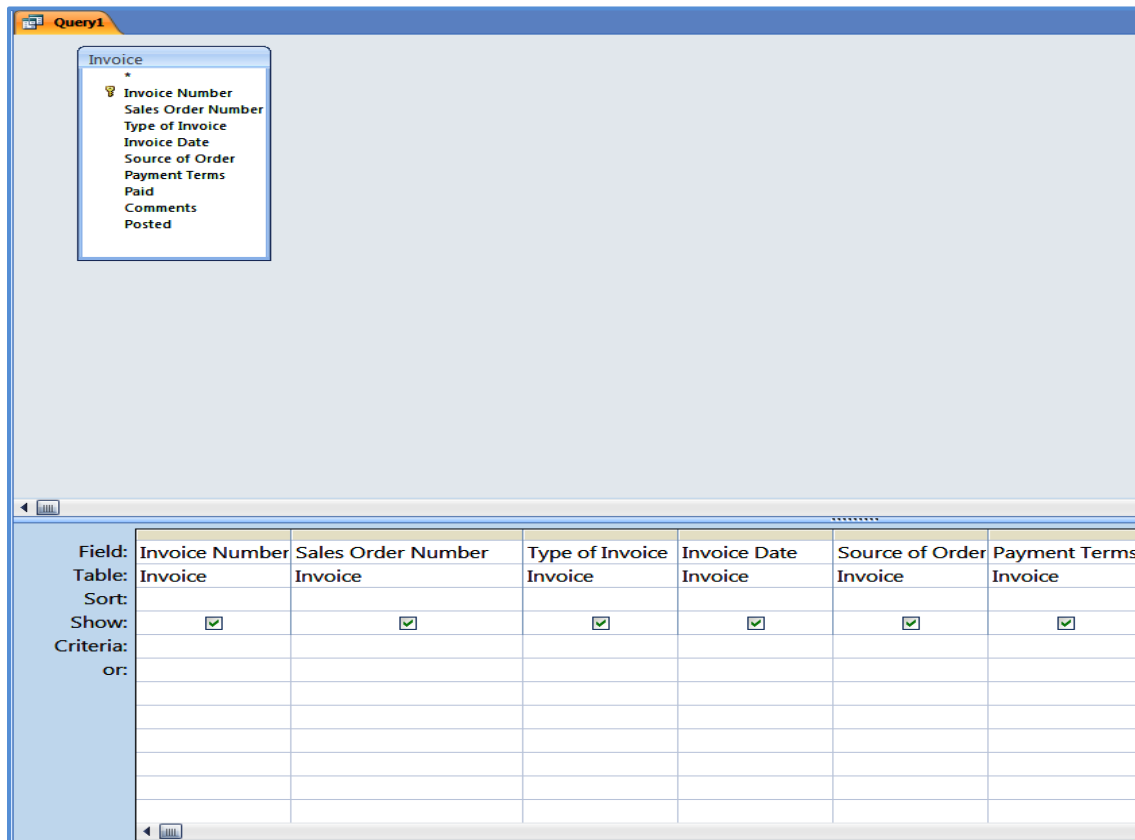 Query1
Invoice
*
Invoice Number
Sales Order Number
Type of Invoice
Invoice Date
Source of Order
Payment Terms
Paid
Comments
Posted
Field: Invoice Number Sales Order Number Type of Invoice Invoice Date Source of Order Payment Terms
Table: Invoice Invoice Invoice Invoice Invoice Invoice
Sort:
Show:
Criteria:
or: